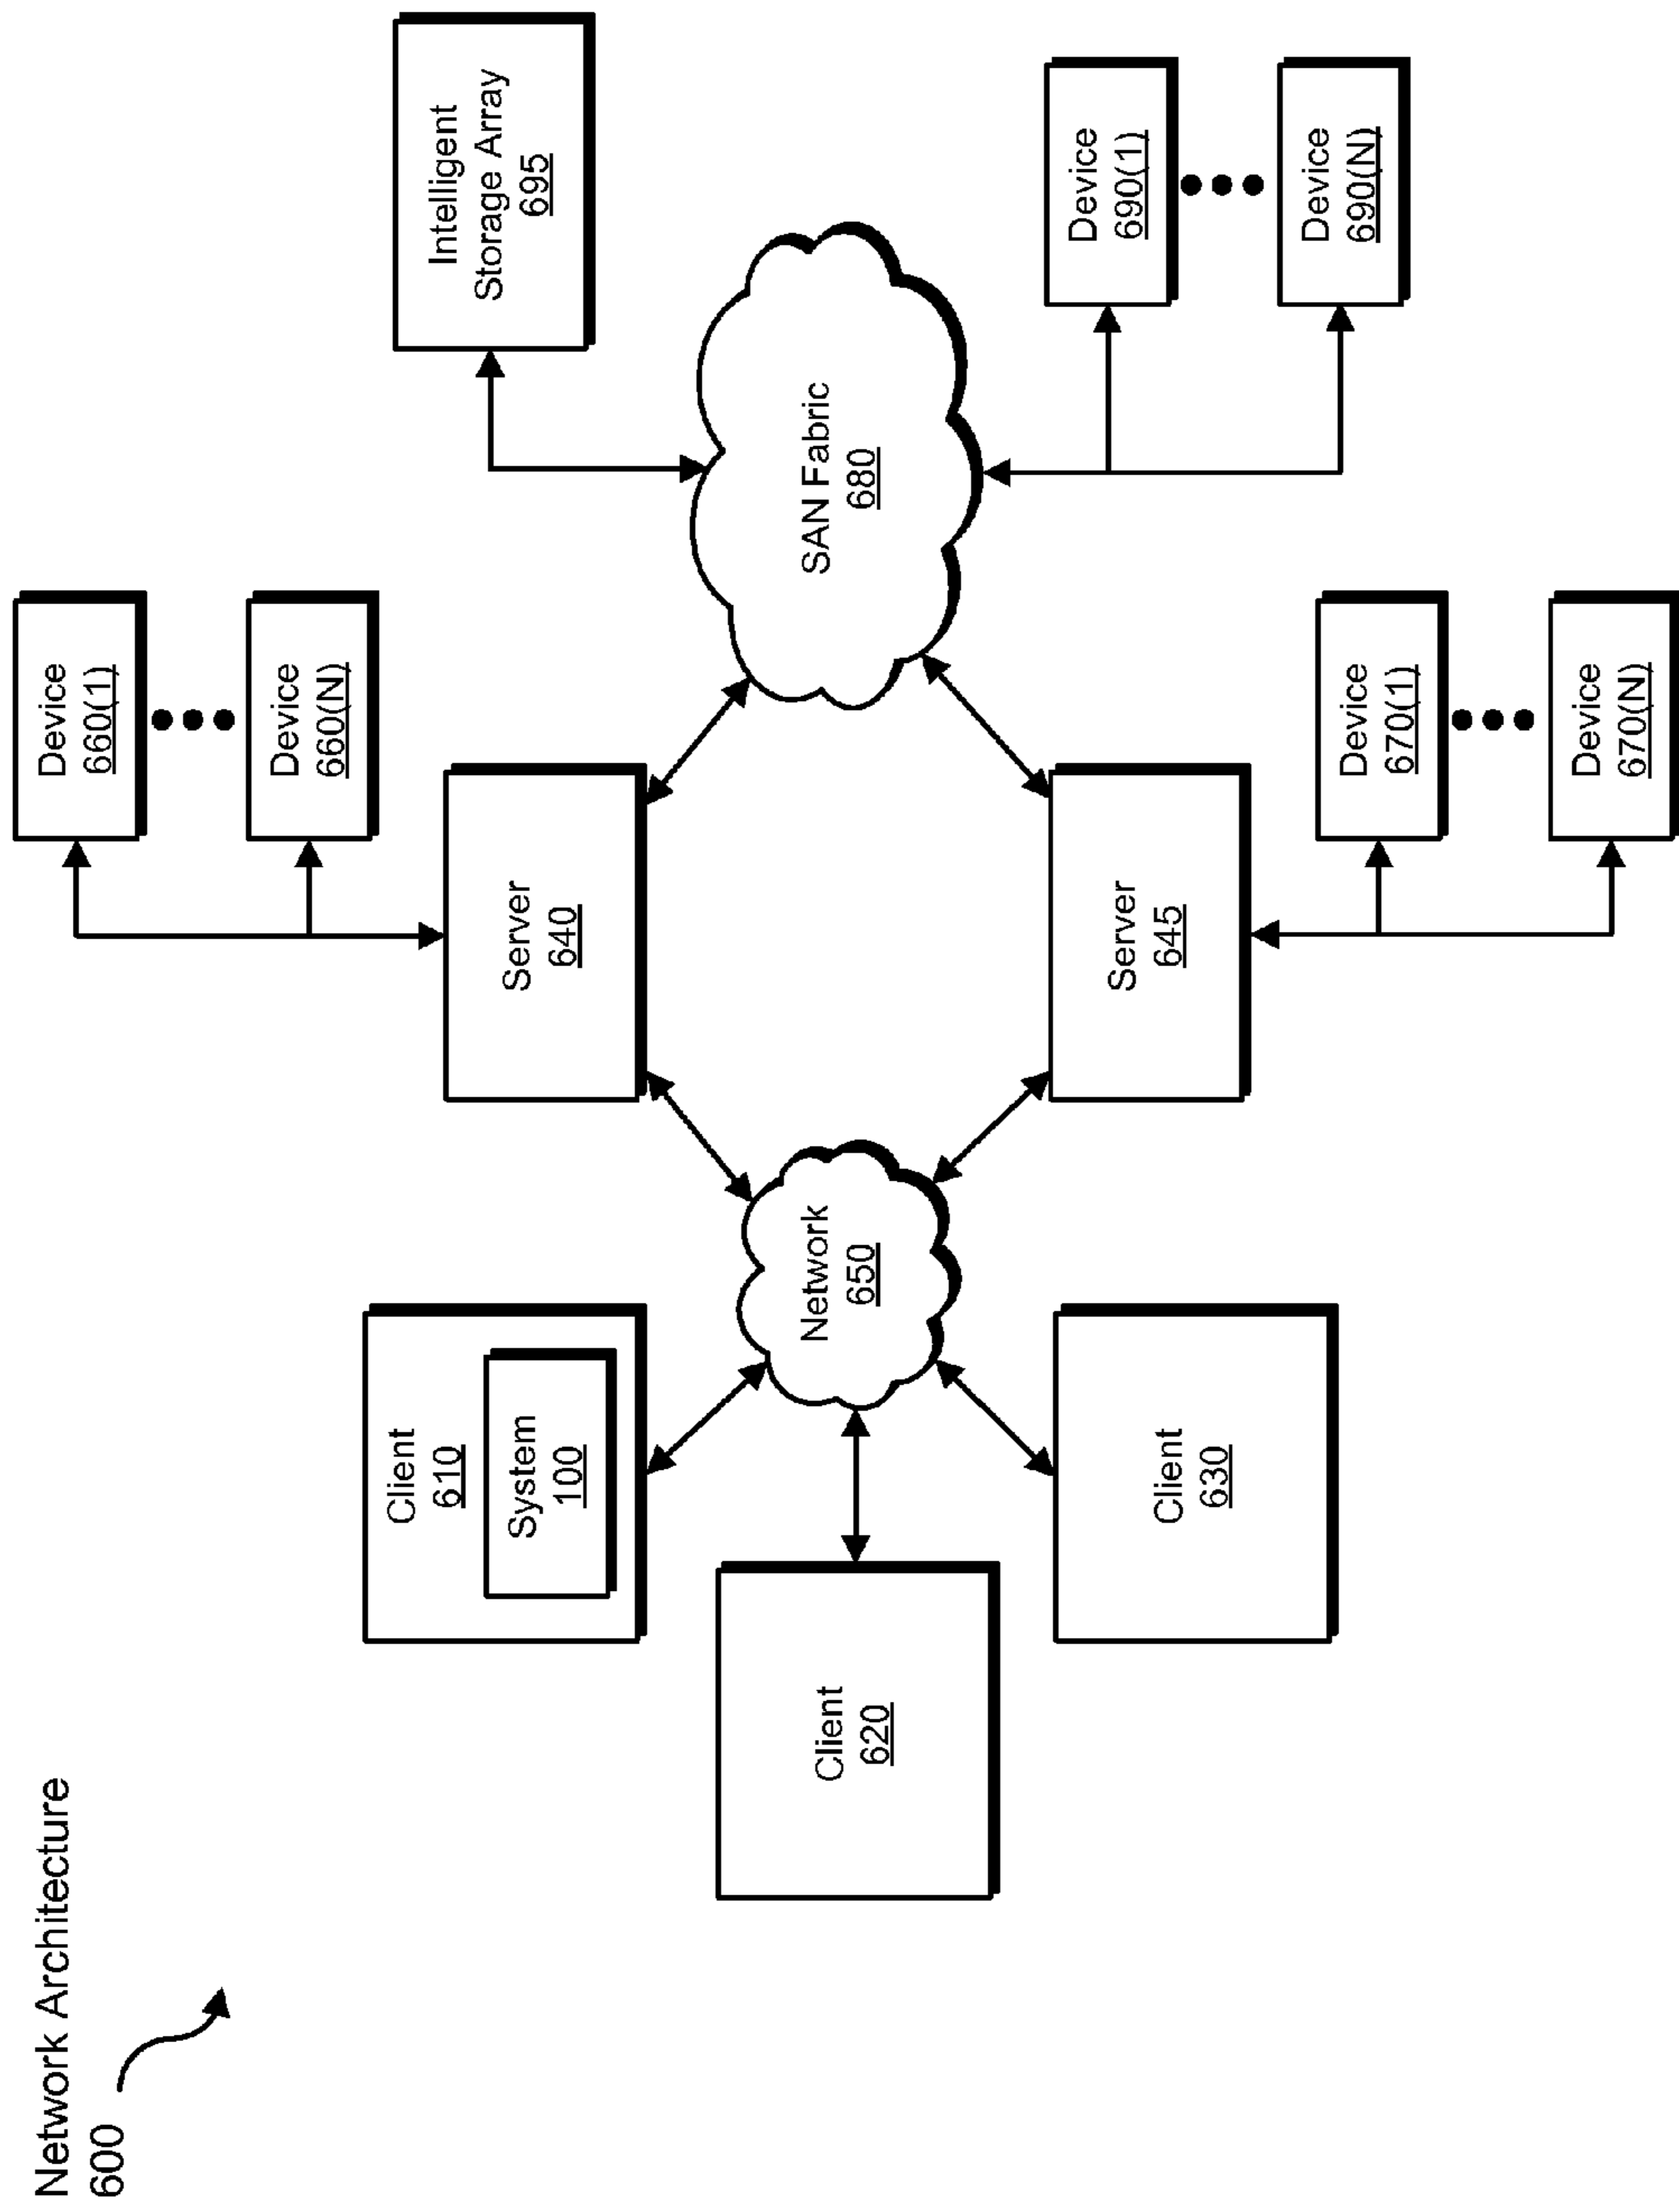 Network Architecture
600
Client
610
System
100
Client
620
Client
630
Network
650
Server
640
Server
645
Device
660(1)
Device
660(N)
Device
670(1)
Device
670(N)
SAN Fabric
680
Intelligent
Storage Array
695
Device
690(1)
Device
690(N)